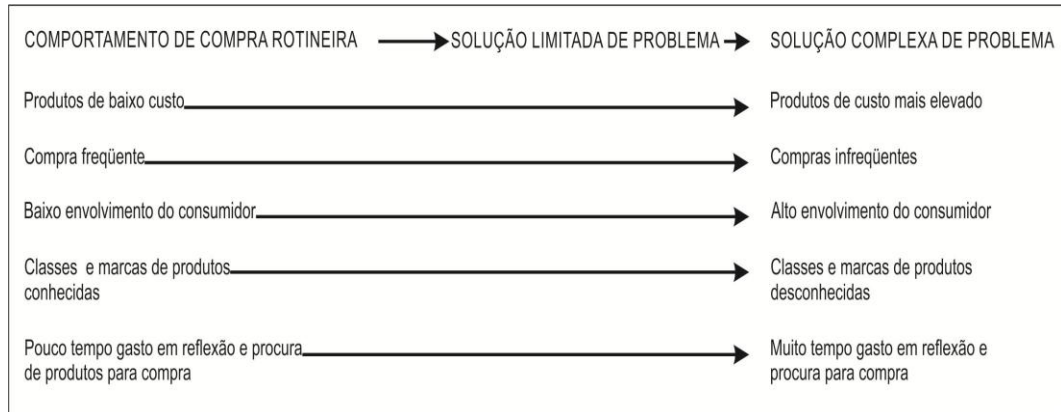 COMPORTAMENTO DE COMPRA ROTINEIRA SOLUÇÃO LIMITADA DE PROBLEMA SOLUÇÃO COMPLEXA DE PROBLEMA
Produtos de baixo custo Produtos de custo mais elevado
Compra freqüente Compras infreqüentes
Baixo envolvimento do consumidor Alto envolvimento do consumidor
Classes e marcas de produtos Classes e marcas de produtos
conhecidas desconhecidas
Pouco tempo gasto em reflexão e procura Muito tempo gasto em reflexão e
de produtos para compra procura para compra